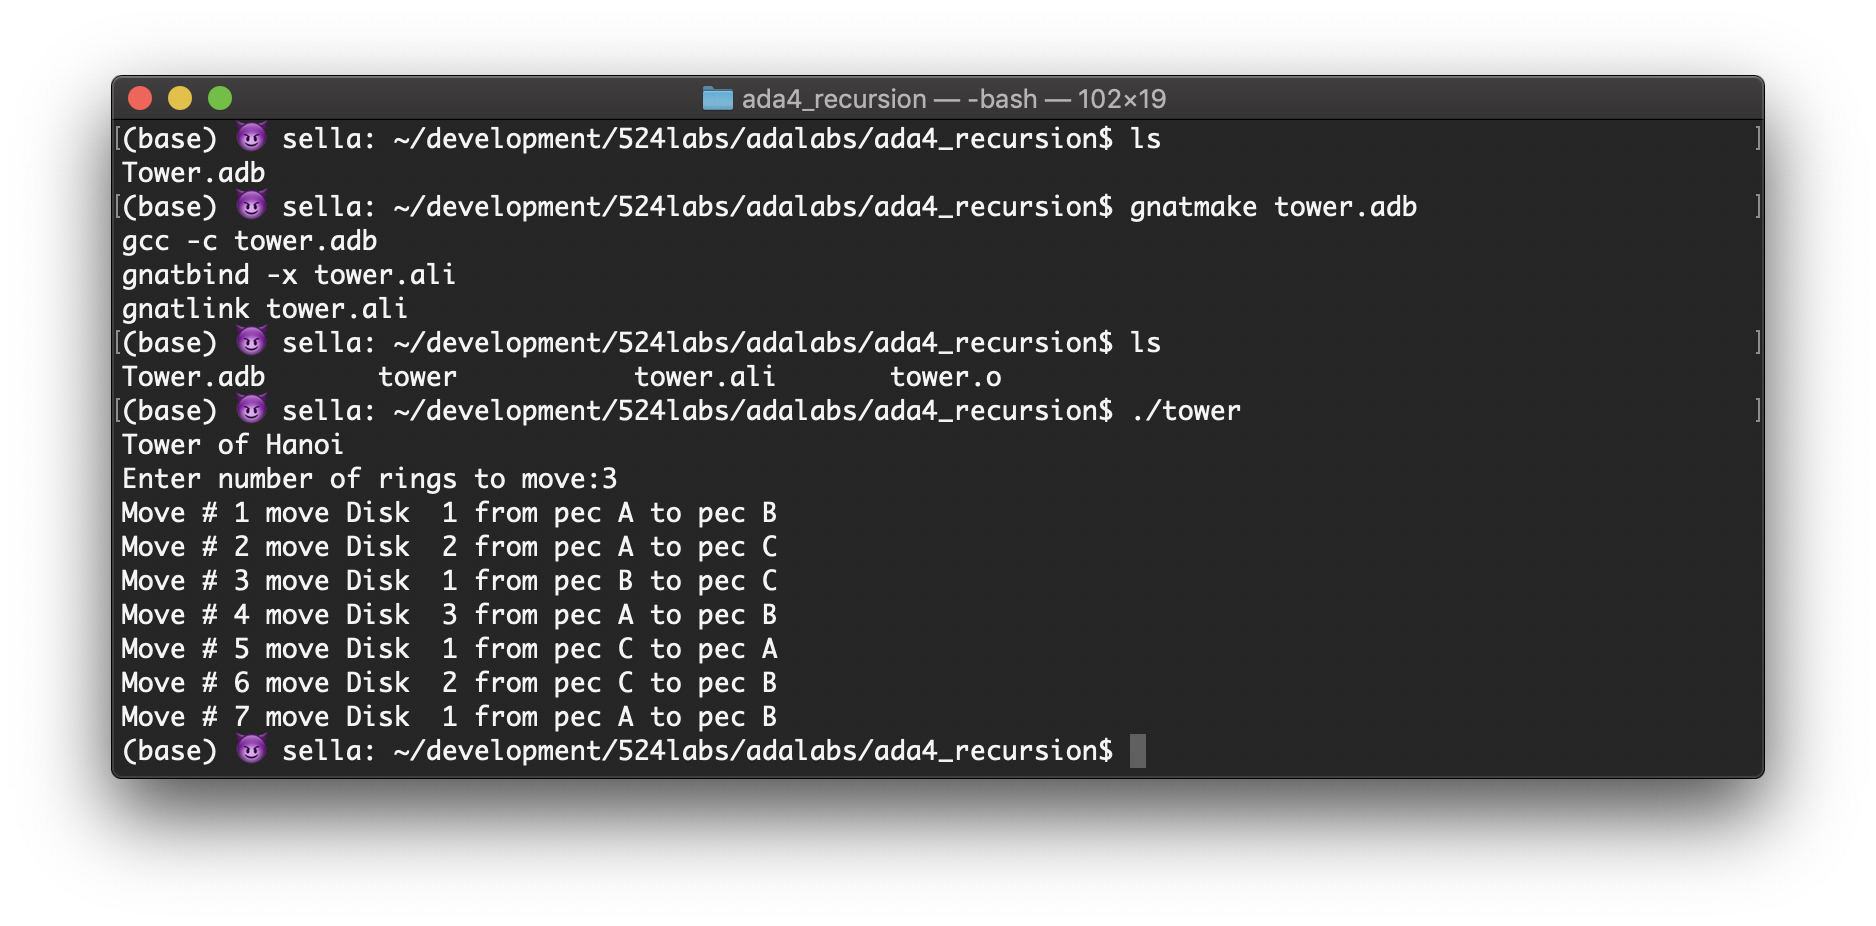 ada4_recursion — -bash — 102×19
(base) 😈 sella: ~/development/524labs/adalabs/ada4_recursion$ ls
Tower.adb
(base) 😈 sella: ~/development/524labs/adalabs/ada4_recursion$ gnatmake tower.adb
gcc -c tower.adb
gnatbind -x tower.ali
gnatlink tower.ali
(base) 😈 sella: ~/development/524labs/adalabs/ada4_recursion$ ls
Tower.adb       tower           tower.ali       tower.o
(base) 😈 sella: ~/development/524labs/adalabs/ada4_recursion$ ./tower
Tower of Hanoi
Enter number of rings to move:3
Move # 1 move Disk  1 from pec A to pec B
Move # 2 move Disk  2 from pec A to pec C
Move # 3 move Disk  1 from pec B to pec C
Move # 4 move Disk  3 from pec A to pec B
Move # 5 move Disk  1 from pec C to pec A
Move # 6 move Disk  2 from pec C to pec B
Move # 7 move Disk  1 from pec A to pec B
(base) 😈 sella: ~/development/524labs/adalabs/ada4_recursion$